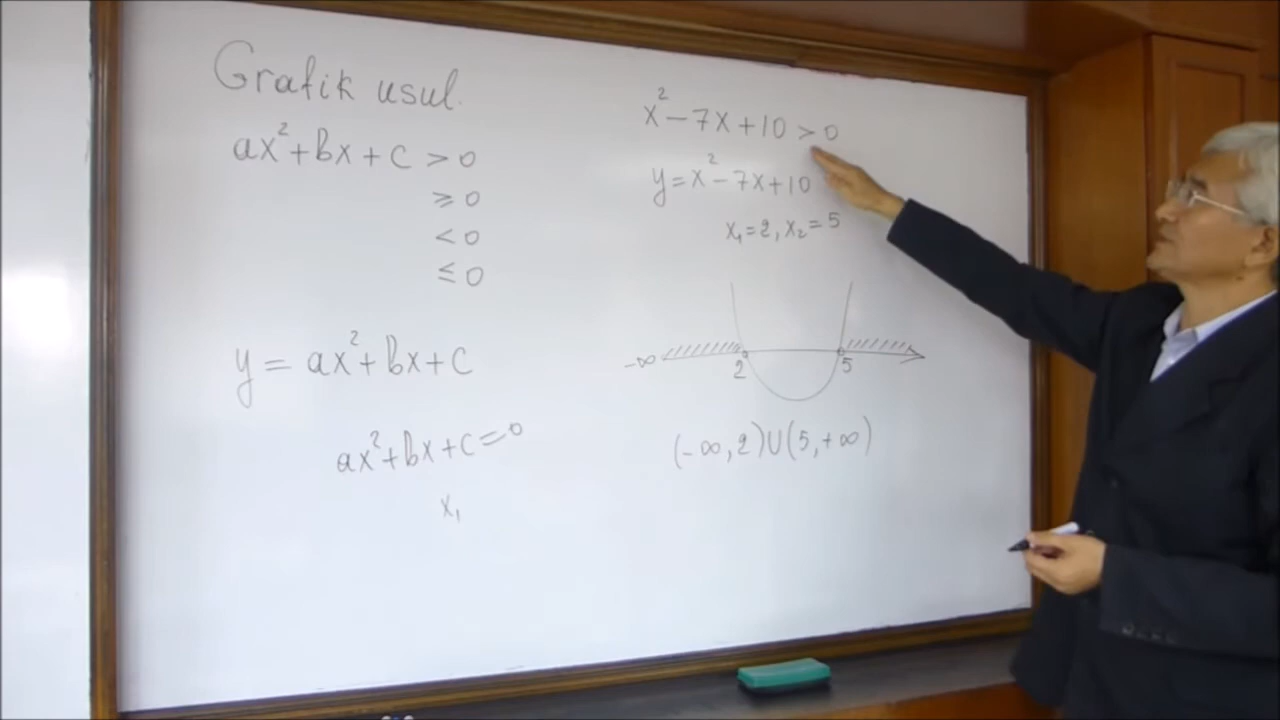 Grafik usul.
ax²+bx+c > 0
≥ 0
< 0
≤ 0
y = ax²+bx+c
ax²+bx+c=0
x₁
x²-7x+10>0
y=x²-7x+10
x₁=2, x₂=5
-∞ 2 5
(-∞,2)U(5,+∞)